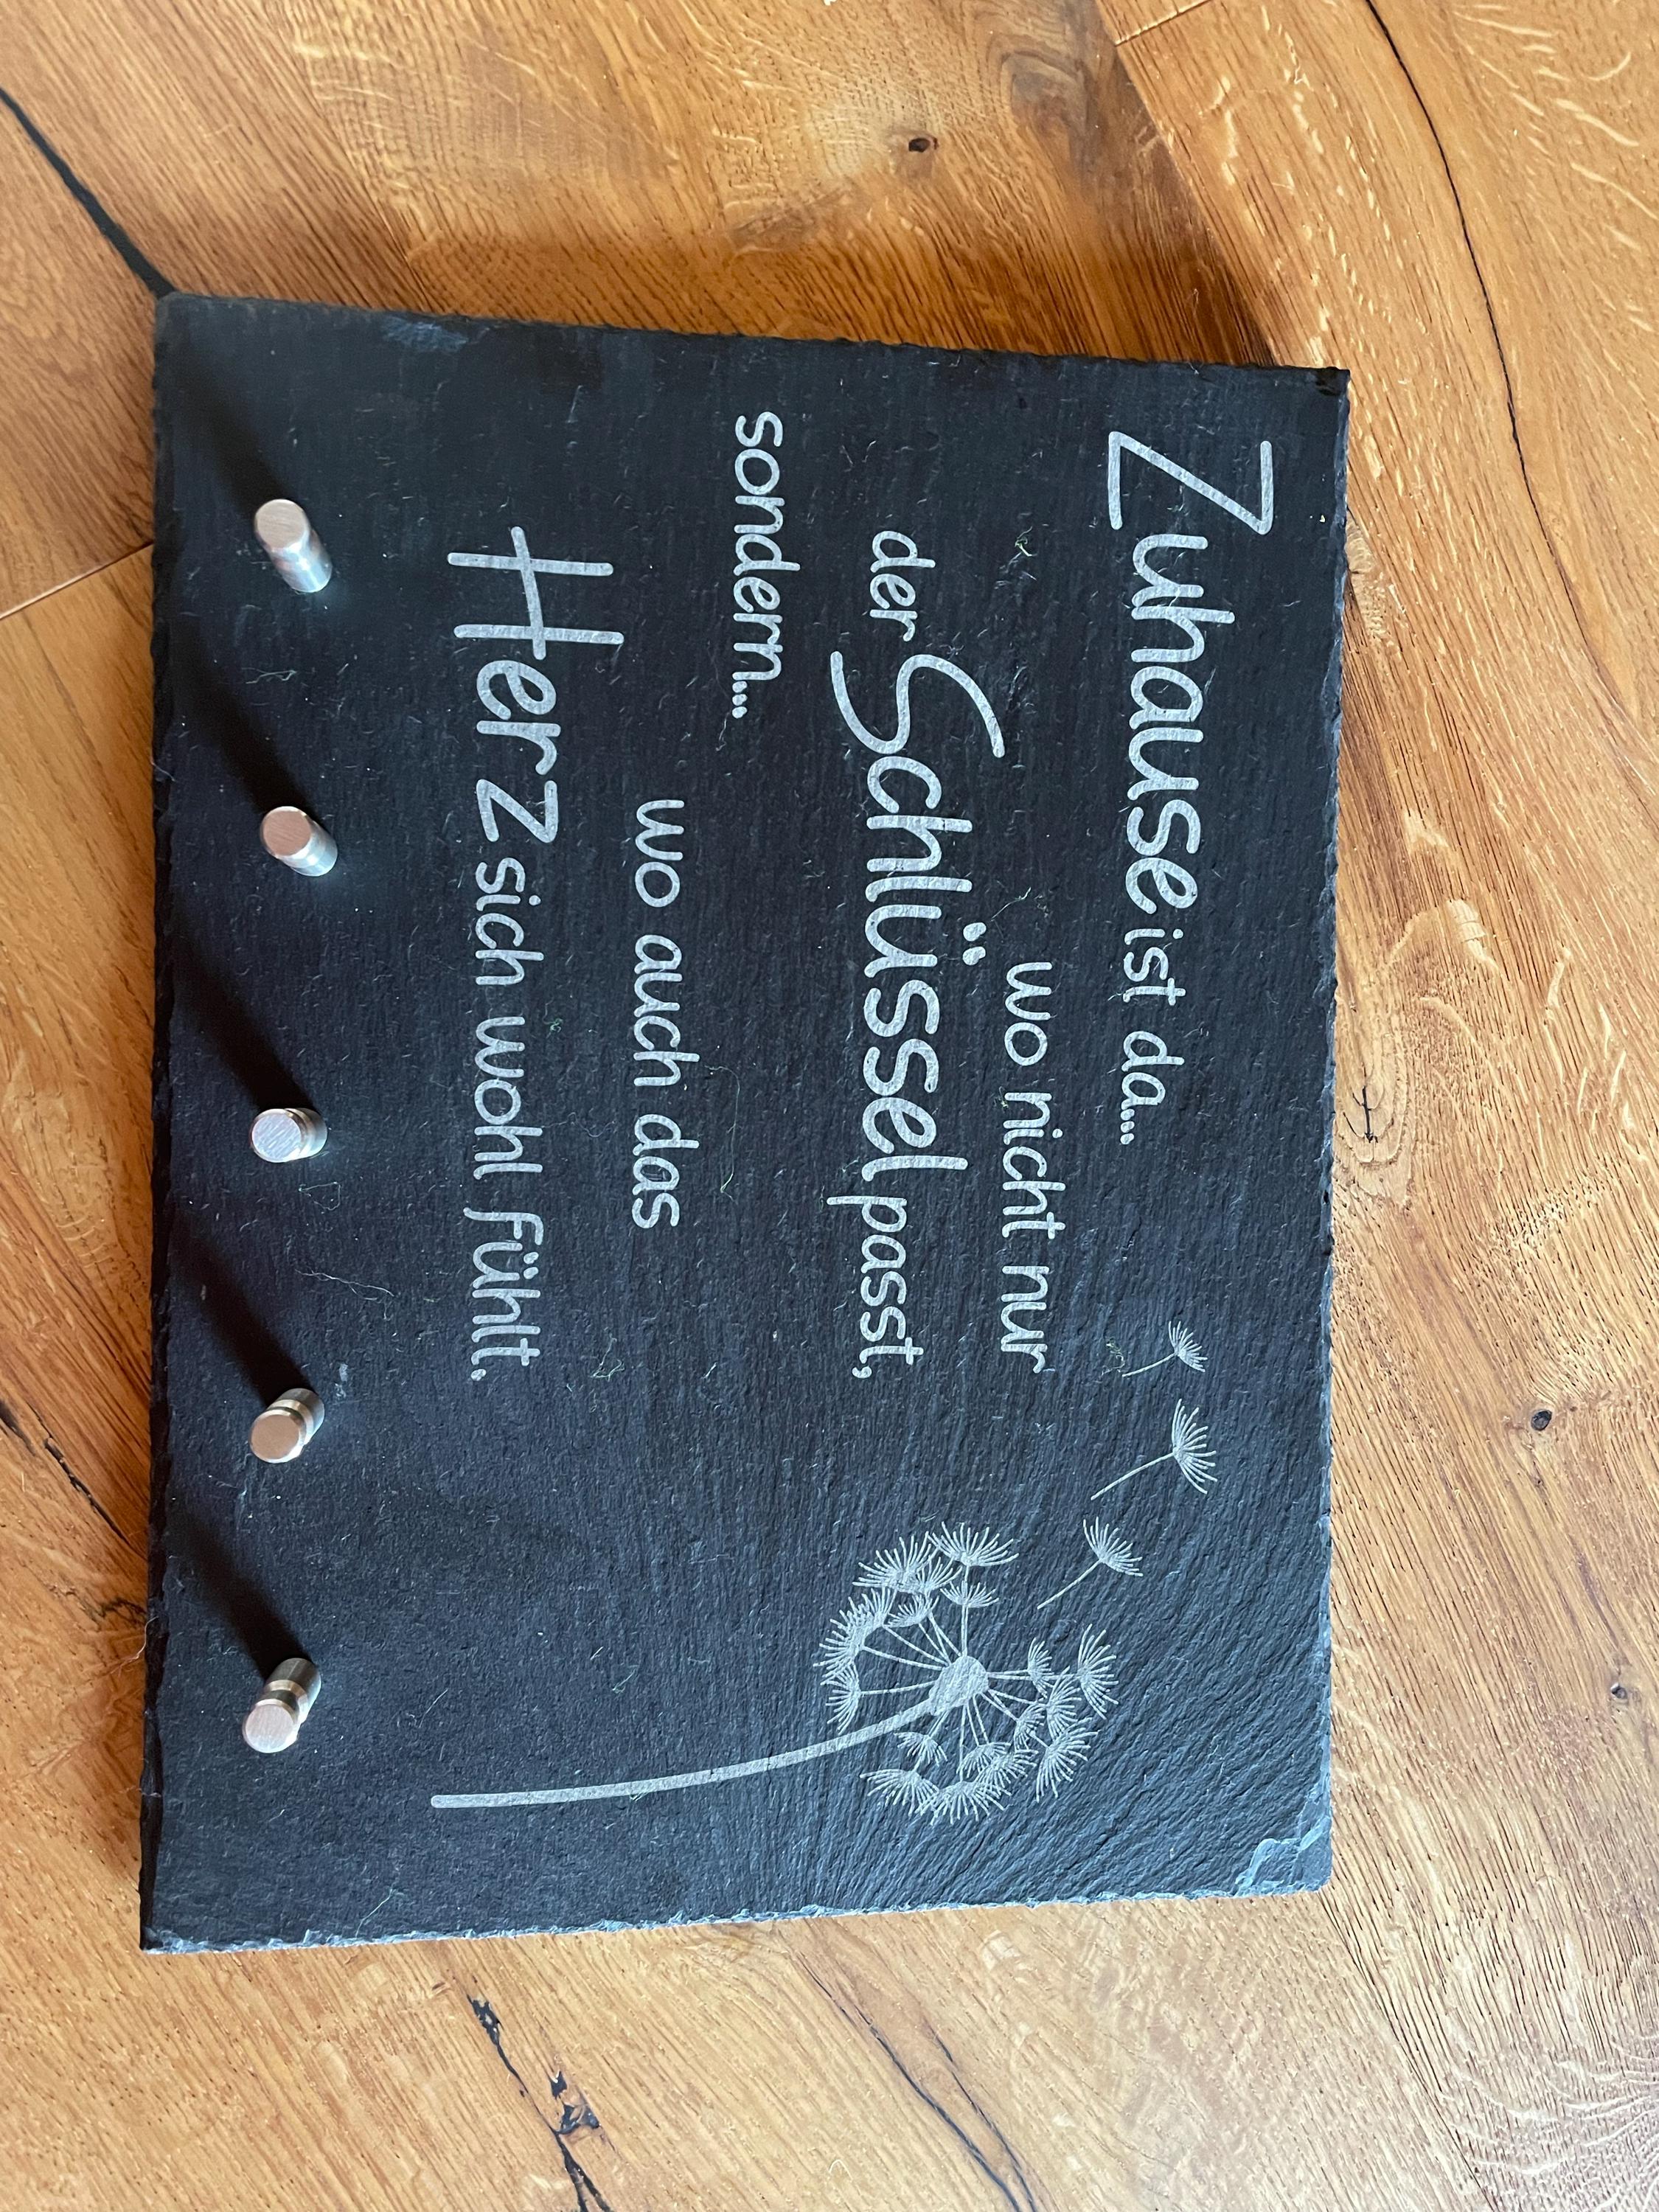 Zuhause ist da...
wo nicht nur
der Schlüssel passt,
sondern...
wo auch das
Herz sich wohl fühlt.